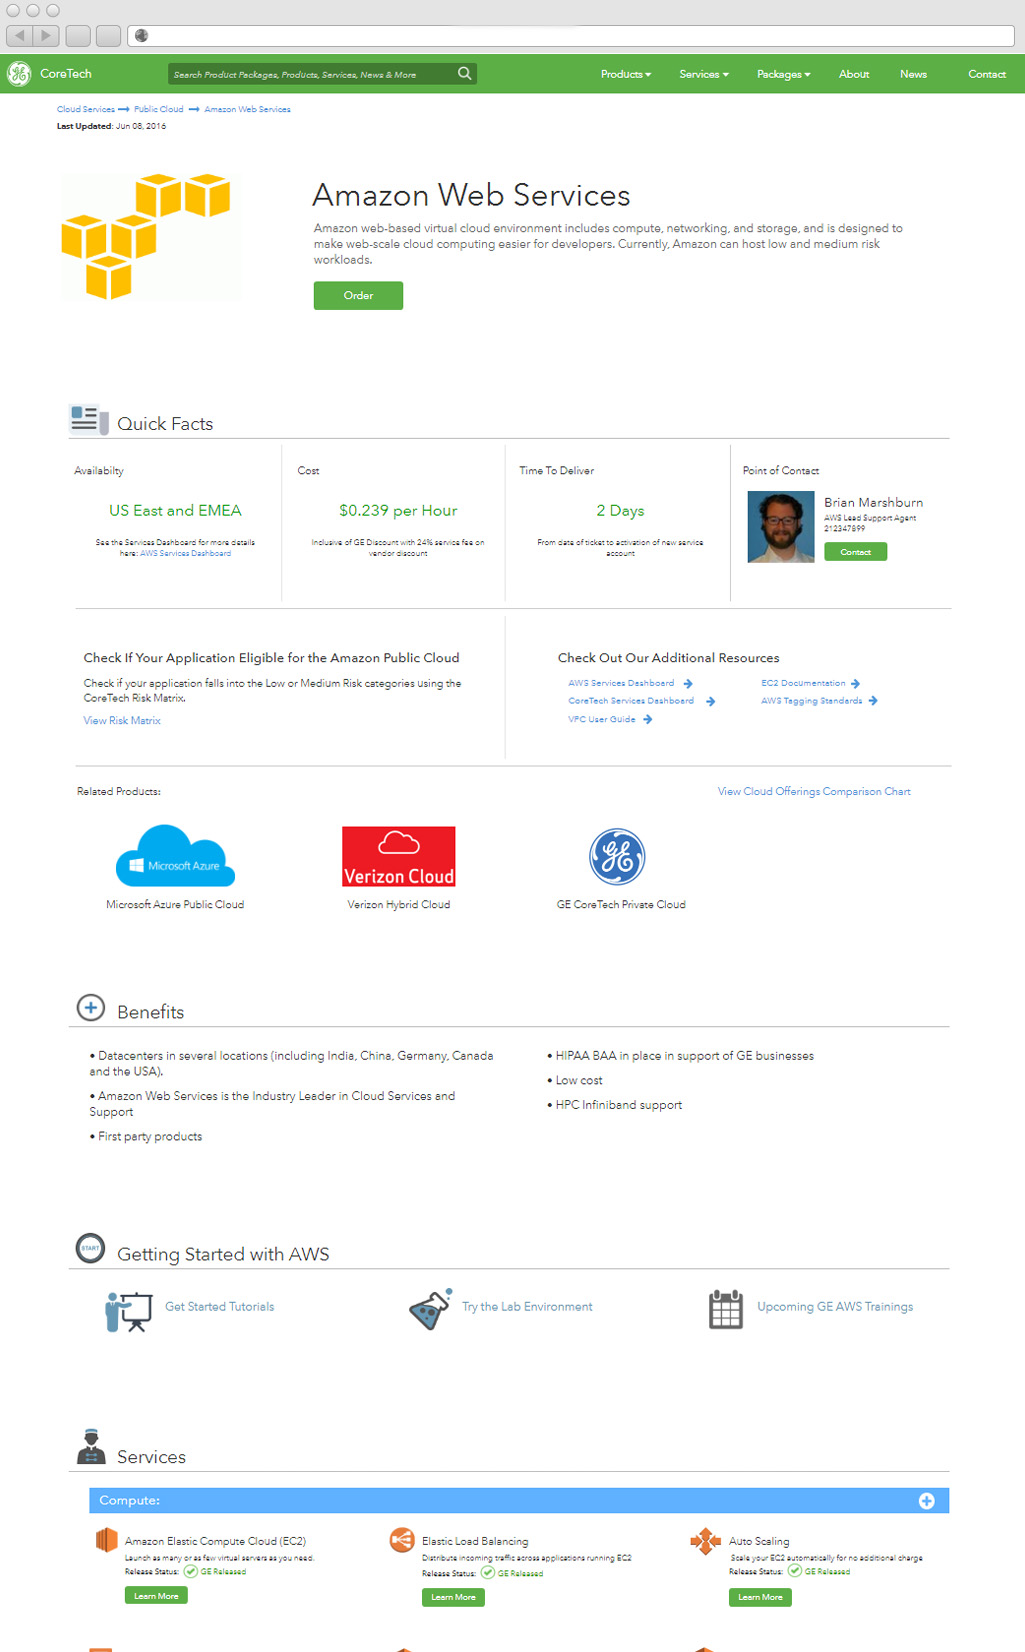 CoreTech
Search Product Packages, Products, Services, News & More
Products
Services
Packages
About
News
Contact
Cloud Services
Public Cloud
Amazon Web Services
Last Updated: Jun 08, 2016
Amazon Web Services
Amazon web-based virtual cloud environment includes compute, networking, and storage, and is designed to
make web-scale cloud computing easier for developers. Currently, Amazon can host low and medium risk
workloads.
Order
Quick Facts
Availabilty
US East and EMEA
See the Services Dashboard for more details
here: AWS Services Dashboard
Cost
$0.239 per Hour
Inclusive of GE Discount with 24% service fee on
vendor discount
Time To Deliver
2 Days
From date of ticket to activation of new service
account
Point of Contact
Brian Marshburn
AWS Lead Support Agent
212347899
Contact
Check If Your Application Eligible for the Amazon Public Cloud
Check if your application falls into the Low or Medium Risk categories using the
CoreTech Risk Matrix.
View Risk Matrix
Check Out Our Additional Resources
AWS Services Dashboard
EC2 Documentation
CoreTech Services Dashboard
AWS Tagging Standards
VPC User Guide
Related Products:
View Cloud Offerings Comparison Chart
Microsoft Azure
Verizon Cloud
GE
Microsoft Azure Public Cloud
Verizon Hybrid Cloud
GE CoreTech Private Cloud
Benefits
• Datacenters in several locations (including India, China, Germany, Canada
and the USA).
• Amazon Web Services is the Industry Leader in Cloud Services and
Support
• First party products
• HIPAA BAA in place in support of GE businesses
• Low cost
• HPC Infiniband support
START
Getting Started with AWS
Get Started Tutorials
Try the Lab Environment
Upcoming GE AWS Trainings
Services
Compute:
Amazon Elastic Compute Cloud (EC2)
Launch as many or as few virtual servers as you need.
Release Status: GE Released
Learn More
Elastic Load Balancing
Distribute incoming traffic across applications running EC2
Release Status: GE Released
Learn More
Auto Scaling
Scale your EC2 automatically for no additional charge
Release Status: GE Released
Learn More